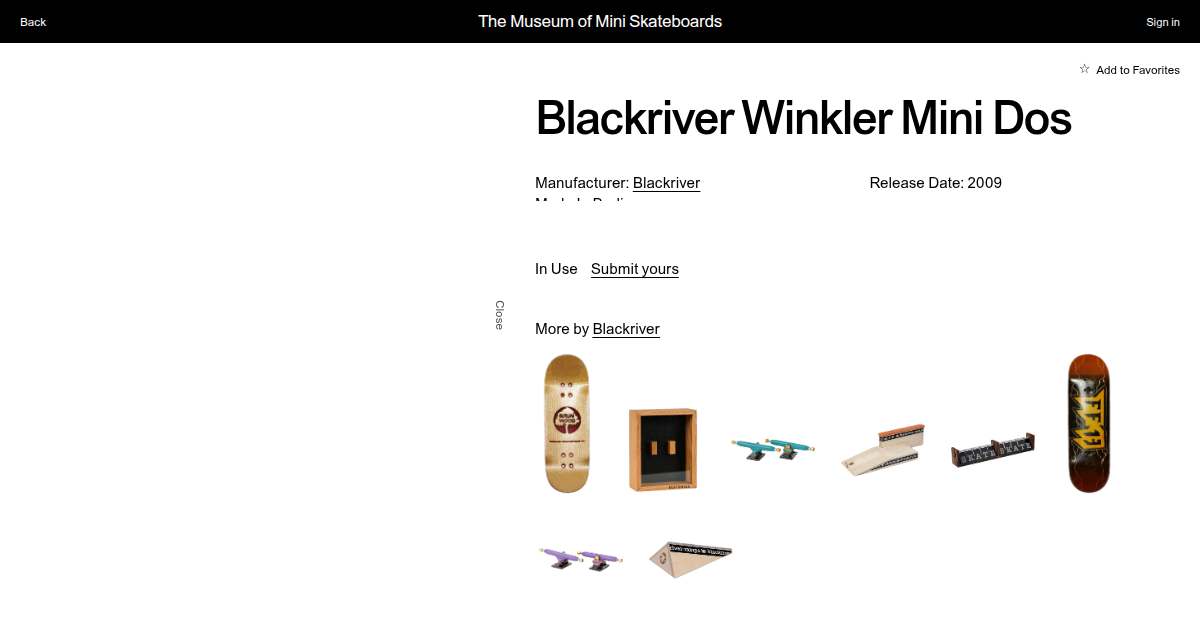 Back
The Museum of Mini Skateboards
Sign in
☆ Add to Favorites
Blackriver Winkler Mini Dos
Manufacturer: Blackriver
Release Date: 2009
In Use
Submit yours
Close
More by Blackriver